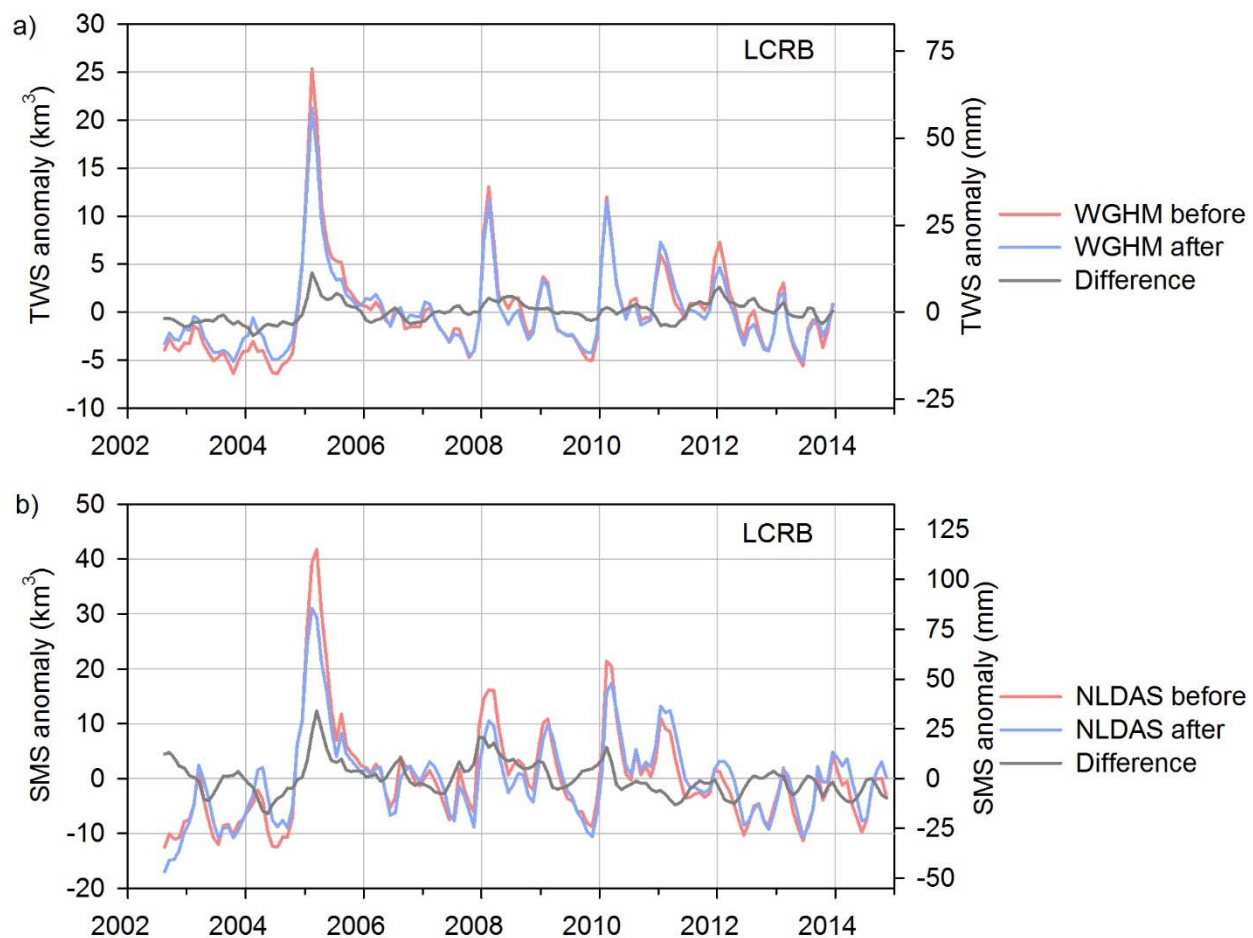 a)
LCRB
TWS anomaly (km³)
30
25
20
15
10
5
0
-5
-10
TWS anomaly (mm)
75
50
25
0
-25
2002 2004 2006 2008 2010 2012 2014
WGHM before
WGHM after
Difference
b)
LCRB
SMS anomaly (km³)
50
40
30
20
10
0
-10
-20
SMS anomaly (mm)
125
100
75
50
25
0
-25
-50
2002 2004 2006 2008 2010 2012 2014
NLDAS before
NLDAS after
Difference